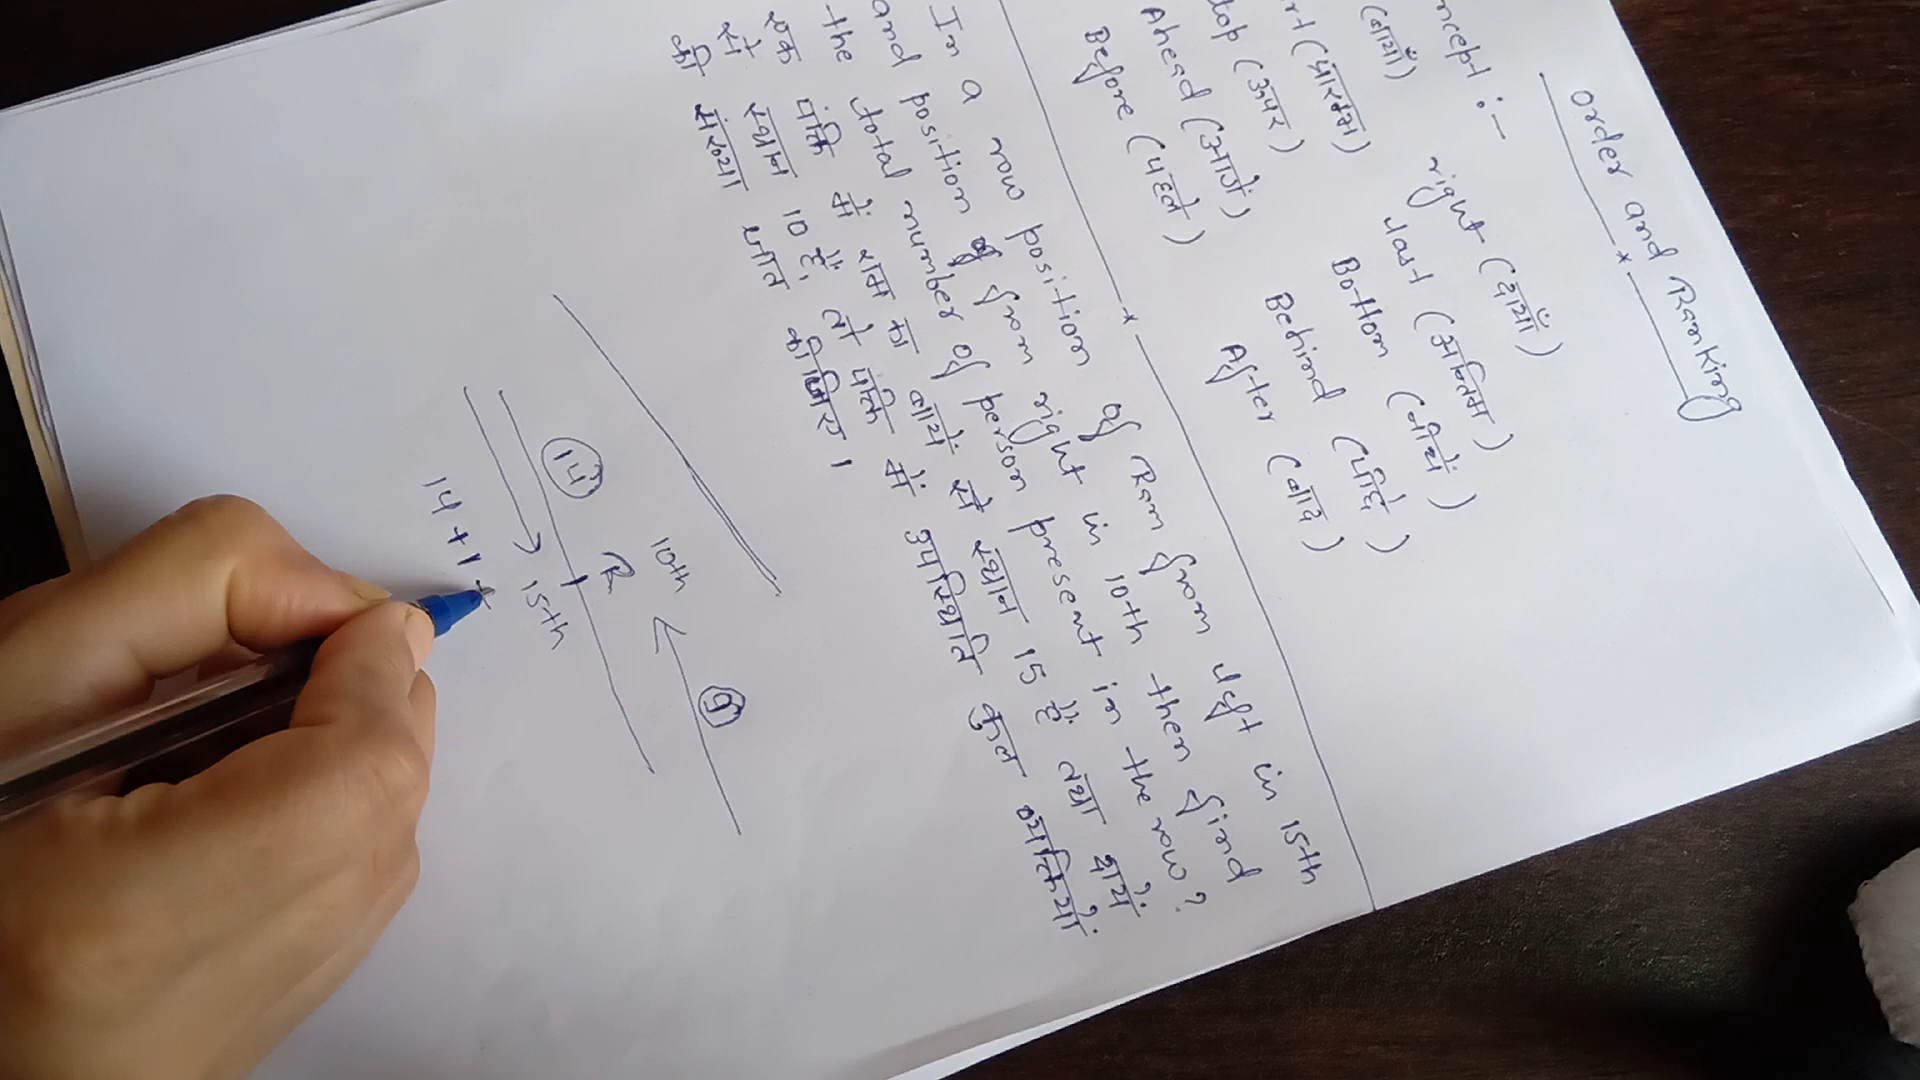 Order and Ranking
ncept :-
(बायाँ) right (दायाँ)
rt (प्रारम्भ) last (अन्तिम)
top (ऊपर) Bottom (नीचे)
Ahead (आगे) Behind (पीछे)
Before (पहले) After (बाद)
In a row position of Ram from left in 15th
and position of from right in 10th then find
the total number of person present in the row?
एक पंक्ति में राम का बायें से स्थान 15 है तथा दायें
से स्थान 10 है, तो पंक्ति में उपस्थिति कुल व्यक्तियों
की संख्या ज्ञात कीजिए।
10th
14 R 9
15th
14 + 1 +